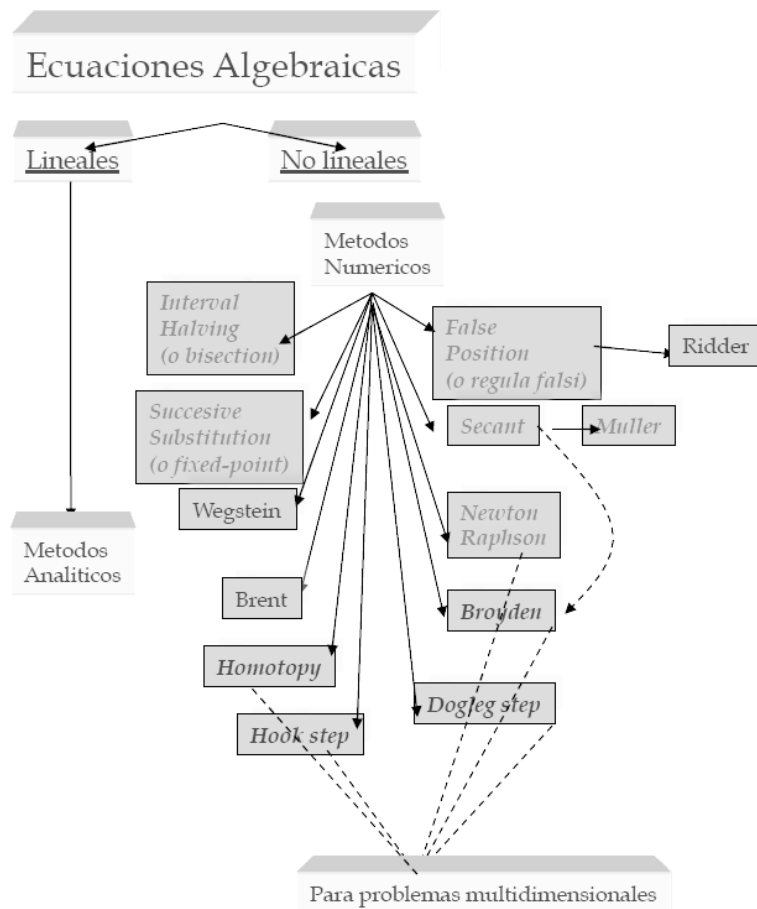 Ecuaciones Algebraicas
Lineales
No lineales
Metodos
Numericos
Interval
Halving
(o bisection)
False
Position
(o regula falsi)
Ridder
Succesive
Substitution
(o fixed-point)
Secant
Muller
Wegstein
Newton
Raphson
Metodos
Analiticos
Brent
Broyden
Homotopy
Dogleg step
Hook step
Para problemas multidimensionales